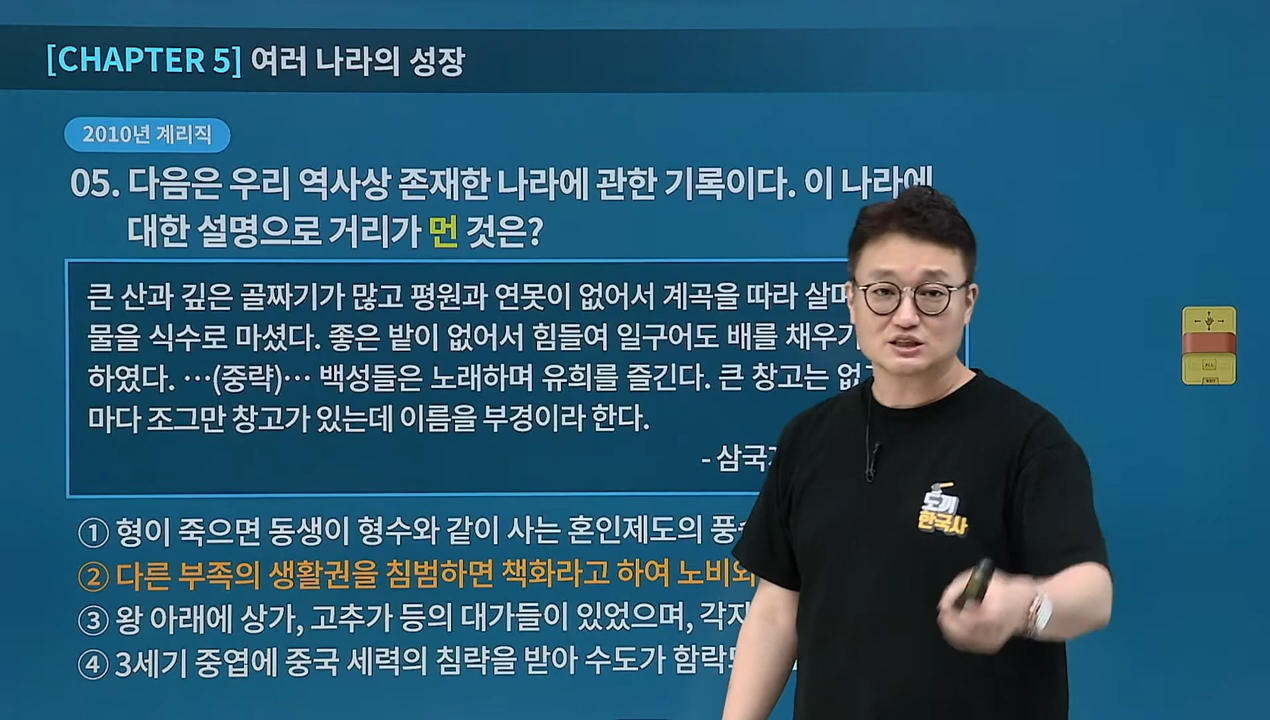 [CHAPTER 5] 여러 나라의 성장
2010년 계리직
05. 다음은 우리 역사상 존재한 나라에 관한 기록이다. 이 나라에
대한 설명으로 거리가 먼 것은?
큰 산과 깊은 골짜기가 많고 평원과 연못이 없어서 계곡을 따라 살며
물을 식수로 마셨다. 좋은 밭이 없어서 힘들여 일구어도 배를 채우기
하였다. …(중략)… 백성들은 노래하며 유희를 즐긴다. 큰 창고는 없고
마다 조그만 창고가 있는데 이름을 부경이라 한다.
- 삼국지
① 형이 죽으면 동생이 형수와 같이 사는 혼인제도의 풍속
② 다른 부족의 생활권을 침범하면 책화라고 하여 노비와
③ 왕 아래에 상가, 고추가 등의 대가들이 있었으며, 각자
④ 3세기 중엽에 중국 세력의 침략을 받아 수도가 함락
도끼
한국사
ALL
EXIT